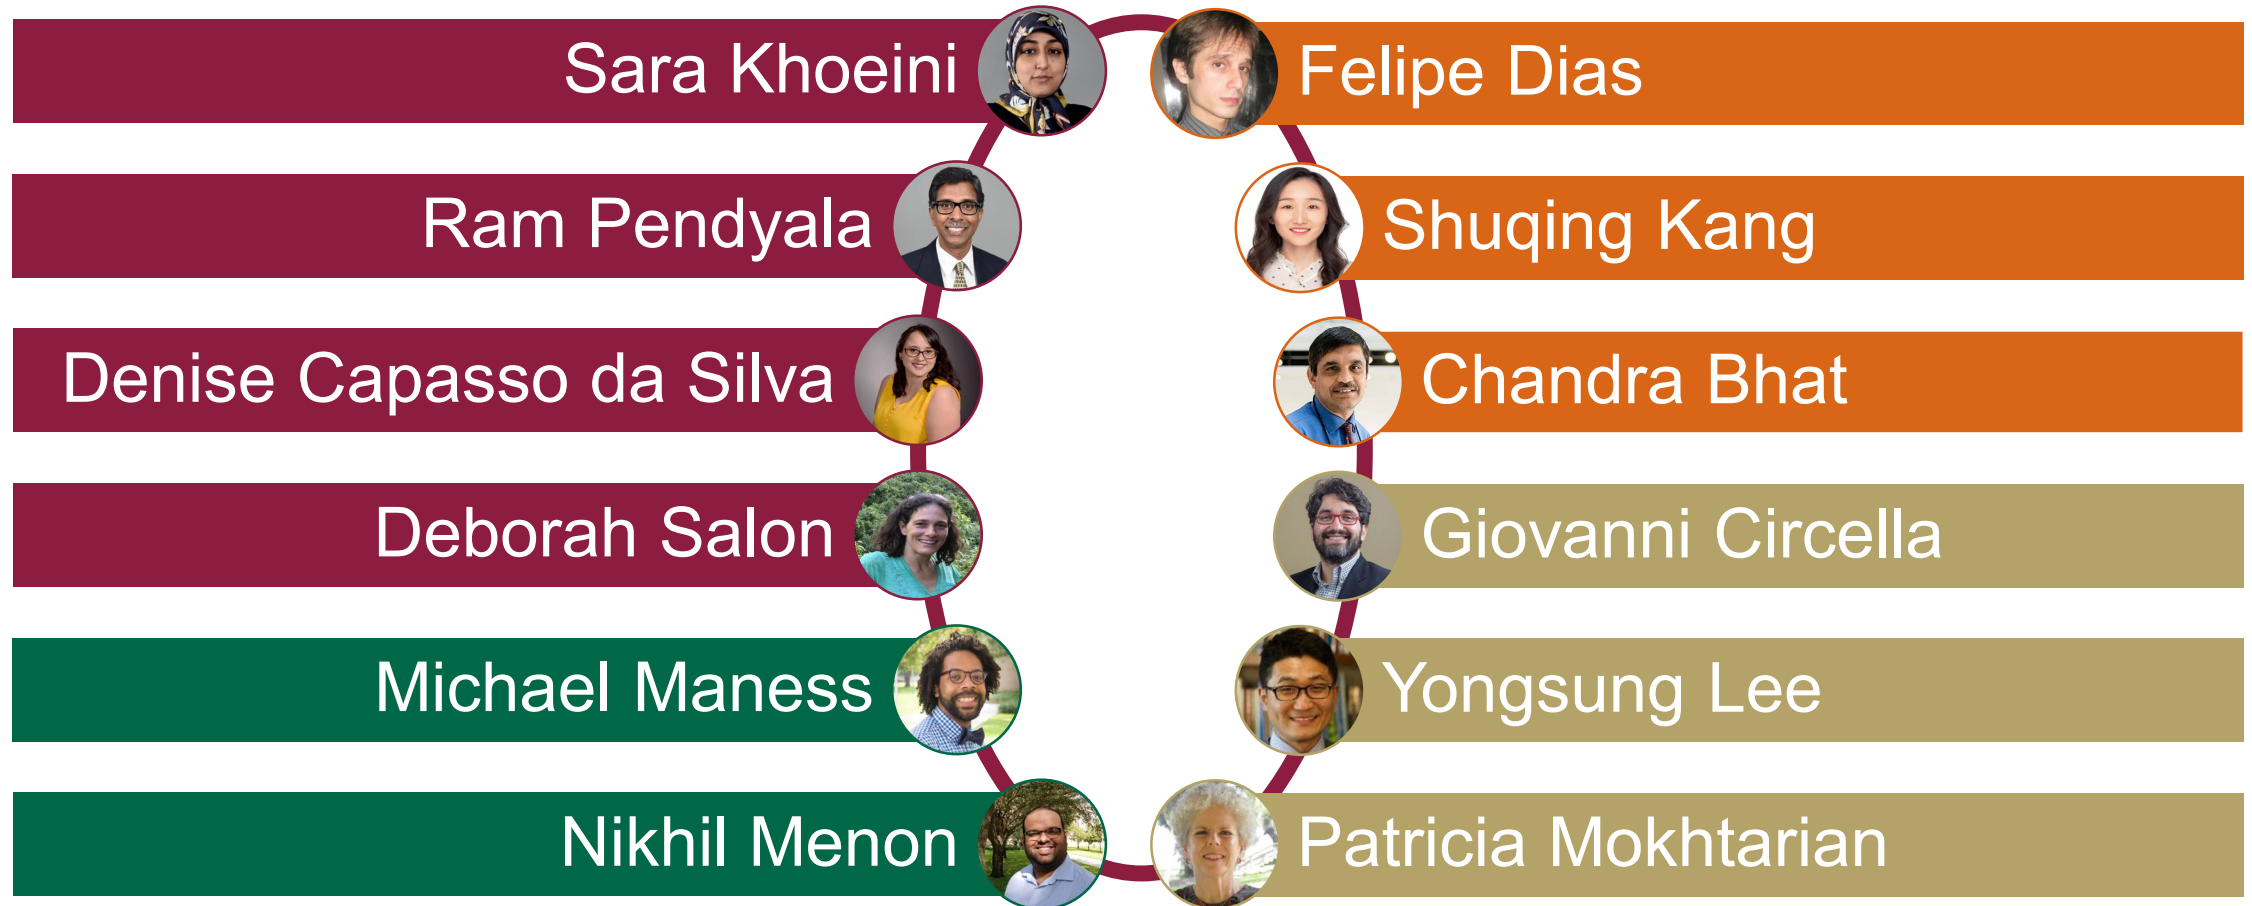 Sara Khoeini
Felipe Dias
Ram Pendyala
Shuqing Kang
Denise Capasso da Silva
Chandra Bhat
Deborah Salon
Giovanni Circella
Michael Maness
Yongsung Lee
Nikhil Menon
Patricia Mokhtarian